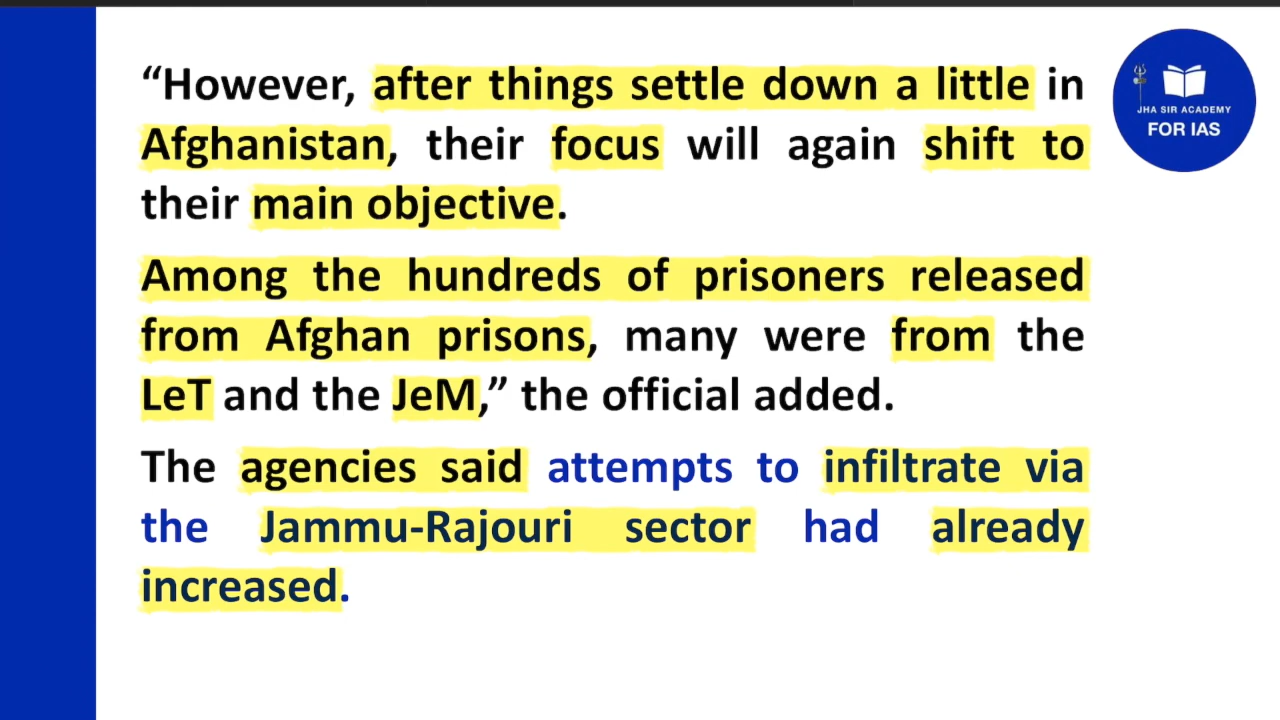 “However, after things settle down a little in
Afghanistan, their focus will again shift to
their main objective.
Among the hundreds of prisoners released
from Afghan prisons, many were from the
LeT and the JeM,” the official added.
The agencies said attempts to infiltrate via
the Jammu-Rajouri sector had already
increased.
JHA SIR ACADEMY
FOR IAS